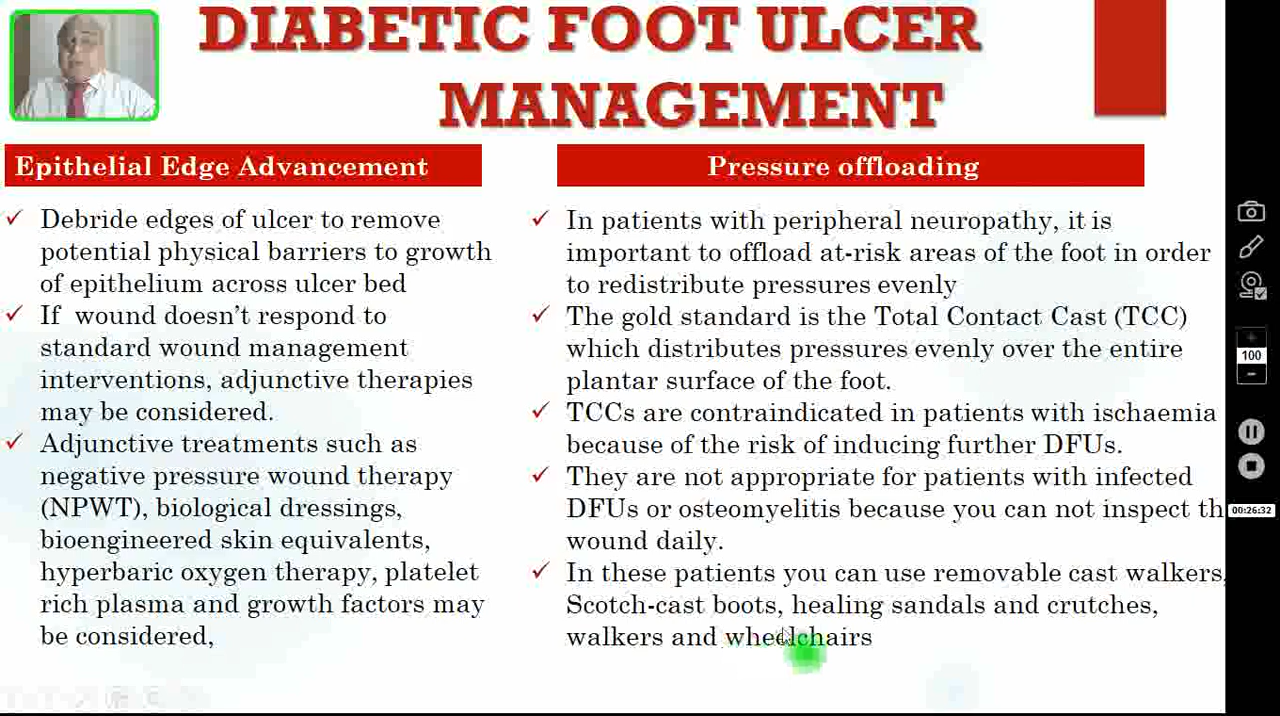 DIABETIC FOOT ULCER
MANAGEMENT
Epithelial Edge Advancement
Debride edges of ulcer to remove
potential physical barriers to growth
of epithelium across ulcer bed
If wound doesn't respond to
standard wound management
interventions, adjunctive therapies
may be considered.
Adjunctive treatments such as
negative pressure wound therapy
(NPWT), biological dressings,
bioengineered skin equivalents,
hyperbaric oxygen therapy, platelet
rich plasma and growth factors may
be considered,
Pressure offloading
In patients with peripheral neuropathy, it is
important to offload at-risk areas of the foot in order
to redistribute pressures evenly
The gold standard is the Total Contact Cast (TCC)
which distributes pressures evenly over the entire
plantar surface of the foot.
TCCs are contraindicated in patients with ischaemia
because of the risk of inducing further DFUs.
They are not appropriate for patients with infected
DFUs or osteomyelitis because you can not inspect th
wound daily.
In these patients you can use removable cast walkers,
Scotch-cast boots, healing sandals and crutches,
walkers and wheelchairs
100
00:26:32